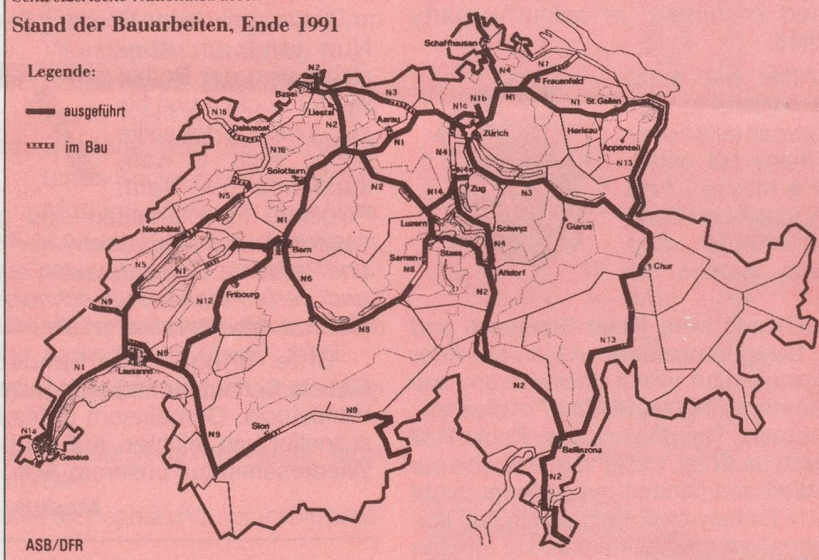 Stand der Bauarbeiten, Ende 1991
Legende:
ausgeführt
im Bau
Schaffhausen
N2
Basel
N3
N4
N7
Frauenfeld
N1b
N1c
N1
N1
St.Gallen
Liestal
N2
Aarau
N1
Zürich
Herisau
Appenzell
N16
Delsmont
N16
N4
N13
Solothurn
N5
N2
N14
N4a
Zug
N3
N1
Luzern
Glarus
Neuchâtel
Schwyz
Bern
Stans
N4
Sarnen
N8
Altdorf
Chur
N5
N1
N6
N2
N12
Fribourg
N9
N8
N13
N1
N9
Lausanne
N2
N9
Sion
N9
N1a
Genève
Bellinzona
N2
ASB/DFR